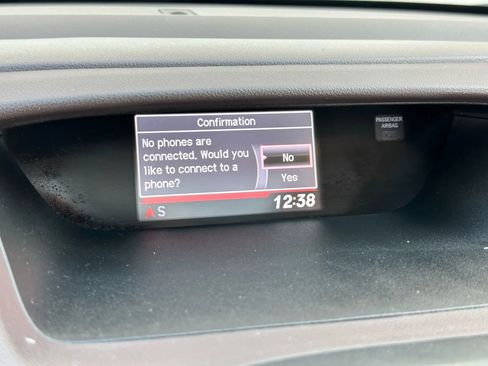 Confirmation
No phones are
connected. Would you
like to connect to a
phone?
No
Yes
S
12:38
PASSENGER
AIRBAG